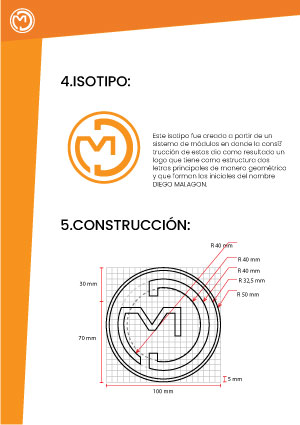 4.ISOTIPO:
Este isotipo fue creado a partir de un
sistema de módulos en donde la consti
trucción de estas dio como resultado un
logo que tiene como estructura dos
letras principales de manera geométrica
y que forman las iniciales del nombre
DIEGO MALAGON.
5.CONSTRUCCIÓN:
R 40 mm
R 40 mm
R 40 mm
R 32,5 mm
R 50 mm
30 mm
70 mm
5 mm
100 mm